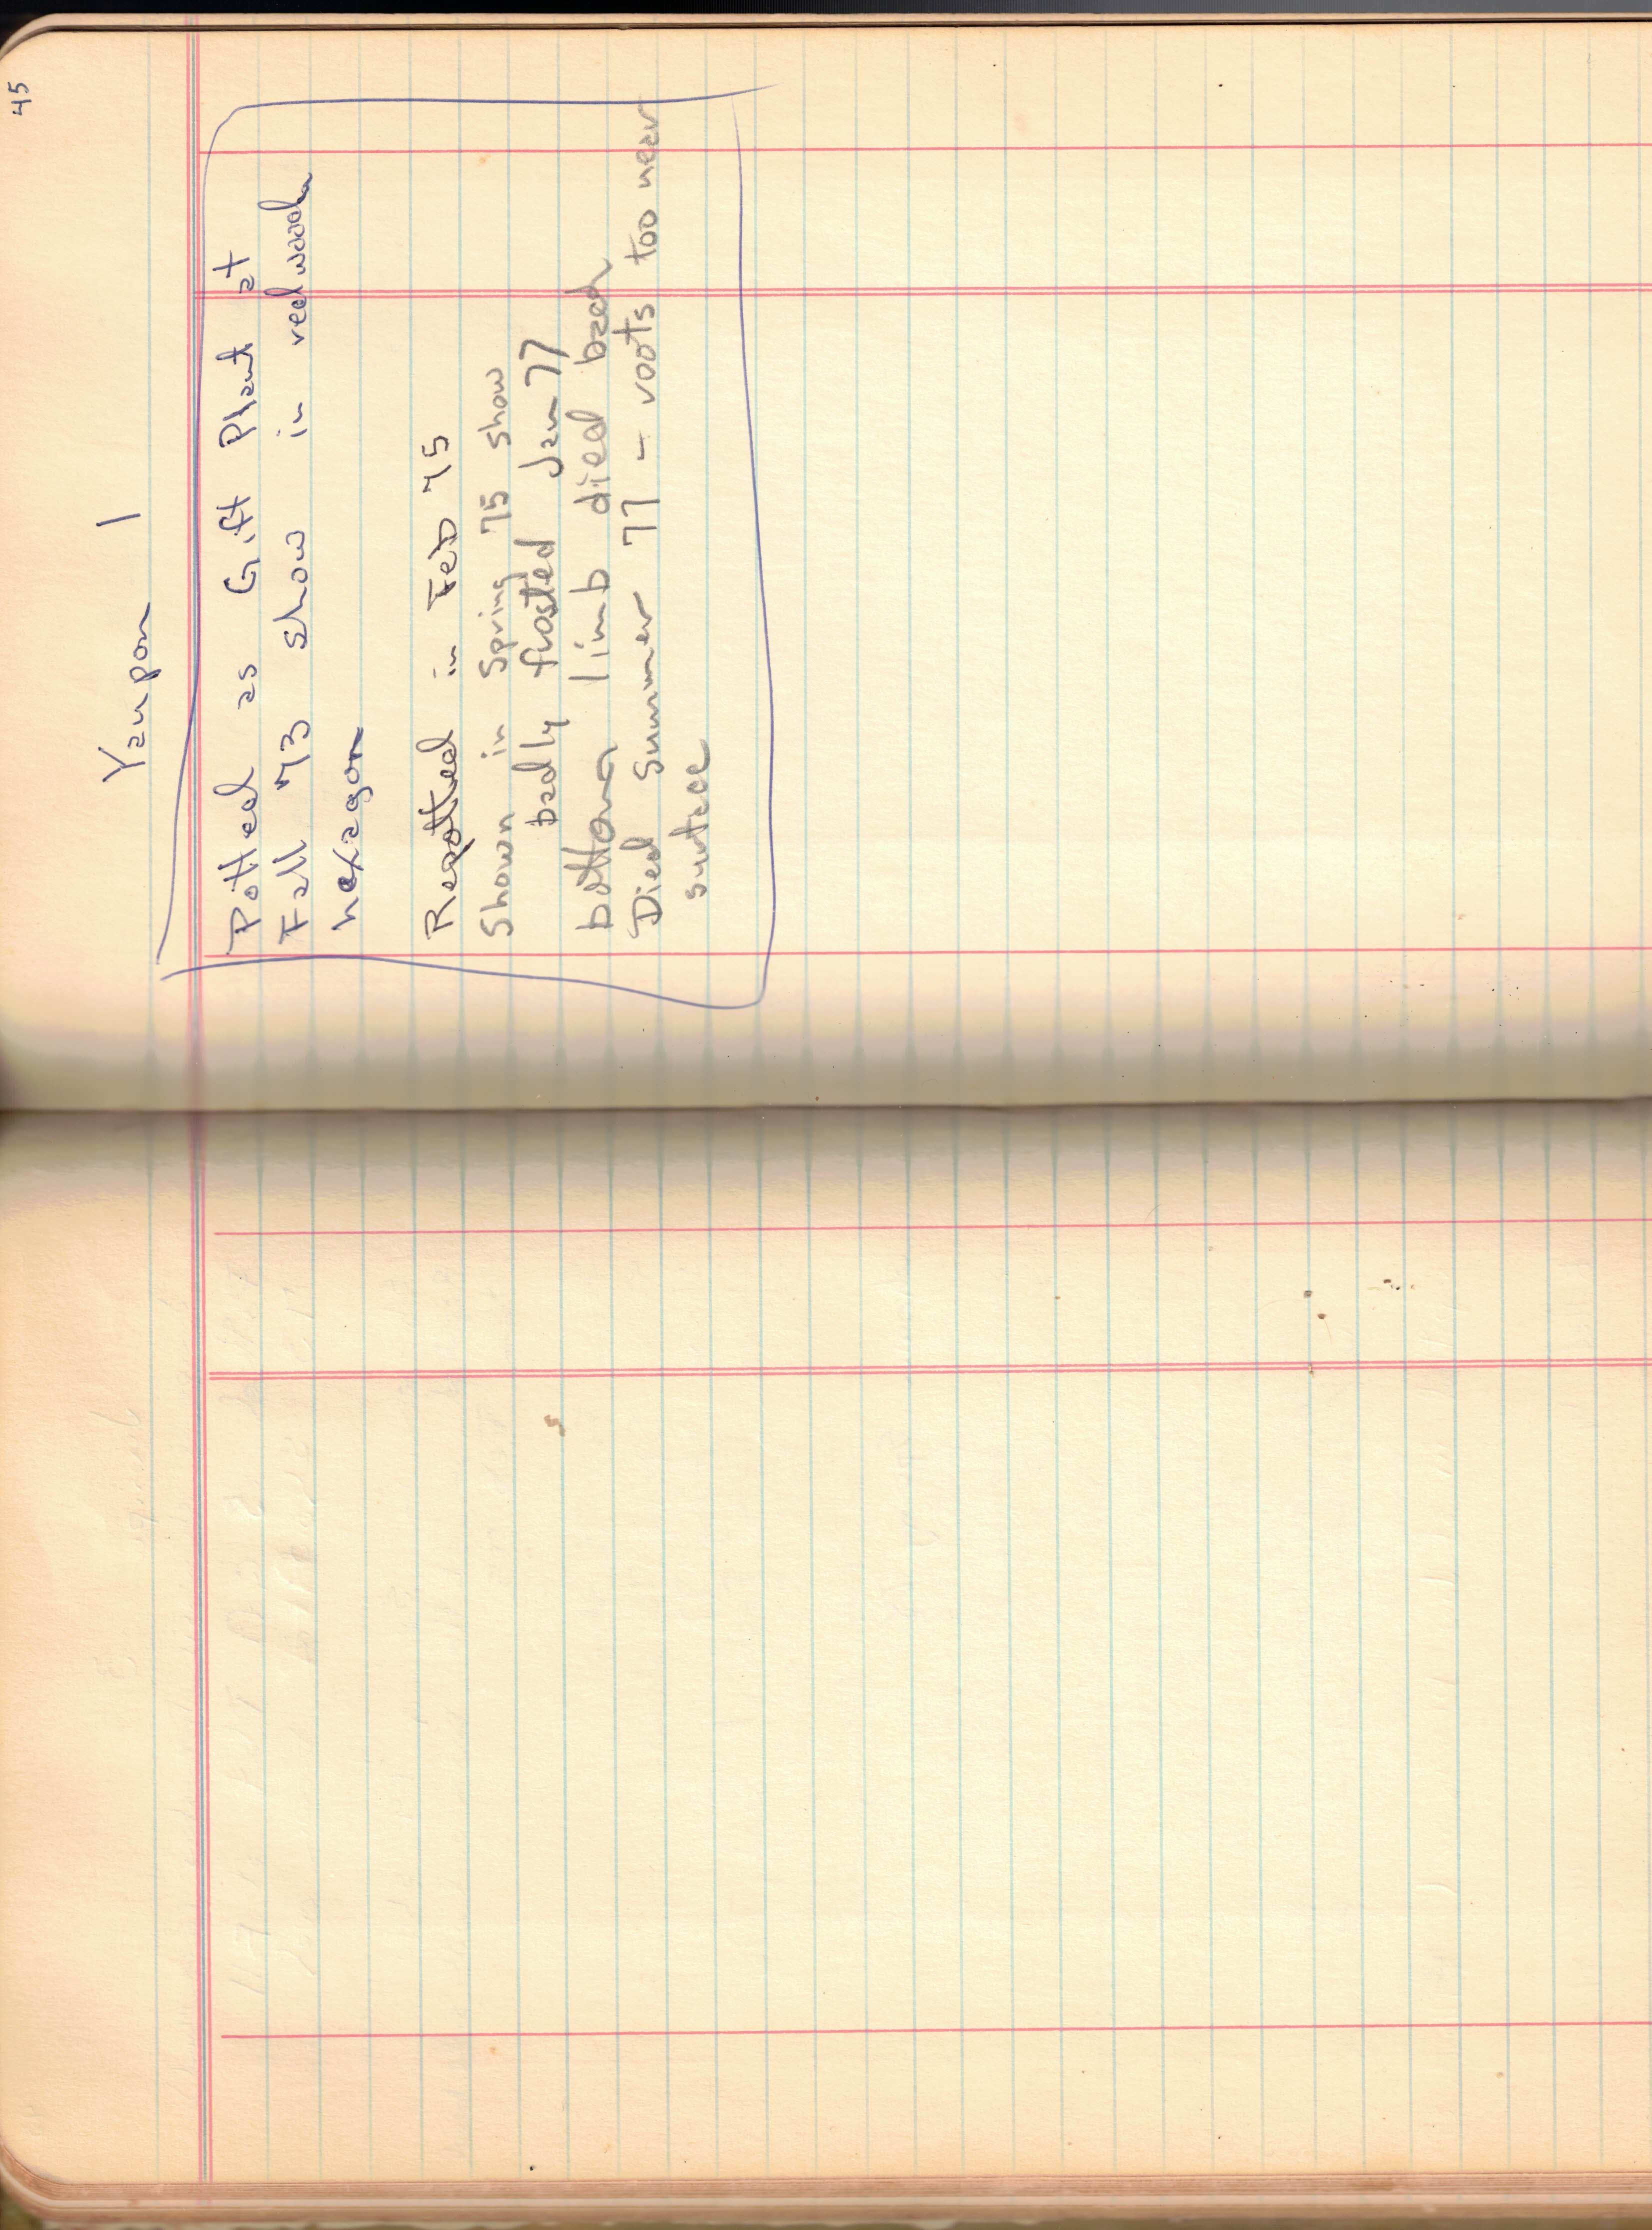 45
Yaupon 1
Potted as Gift Plant at
Fall 73 show in redwood
hexagon
Repotted in Feb 75
Shown in Spring 75 show
badly frosted Jan 77
bottom limb died back
Died Summer 77 - roots too near
surface